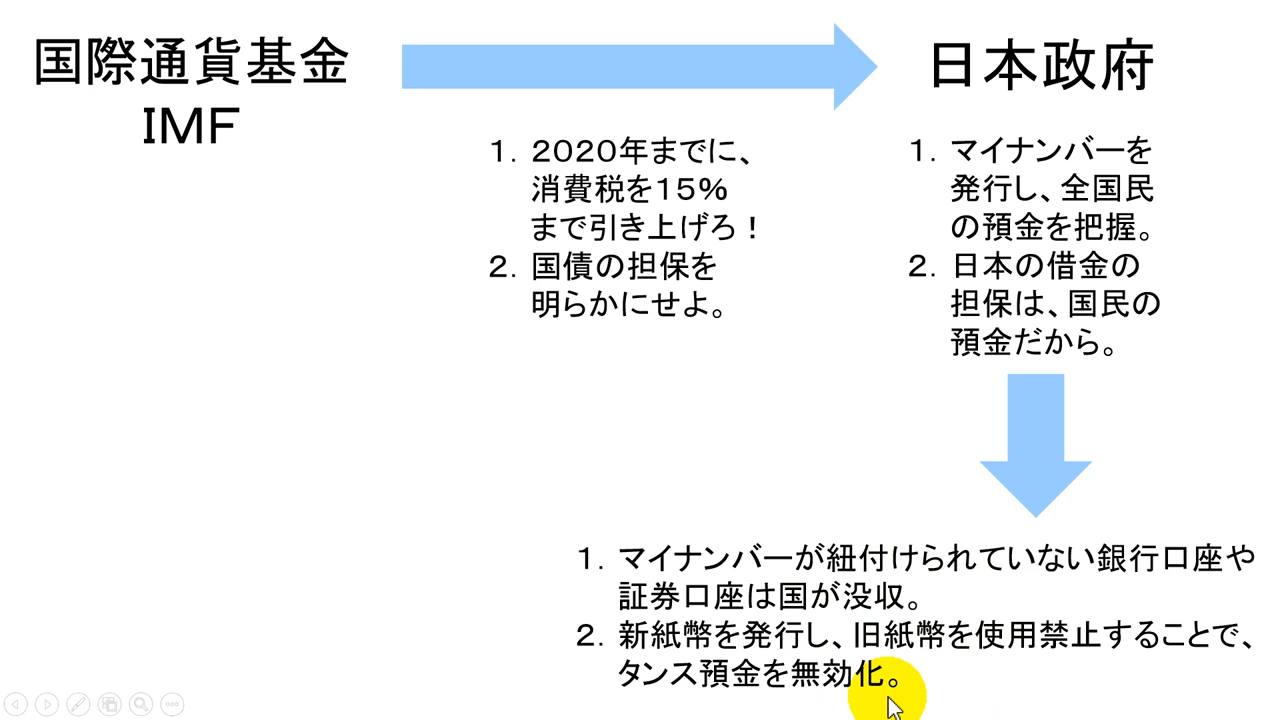 国際通貨基金
IMF
日本政府
１．２０２０年までに、
消費税を１５％
まで引き上げろ！
２．国債の担保を
明らかにせよ。
１．マイナンバーを
発行し、全国民
の預金を把握。
２．日本の借金の
担保は、国民の
預金だから。
１．マイナンバーが紐付けられていない銀行口座や
証券口座は国が没収。
２．新紙幣を発行し、旧紙幣を使用禁止することで、
タンス預金を無効化。